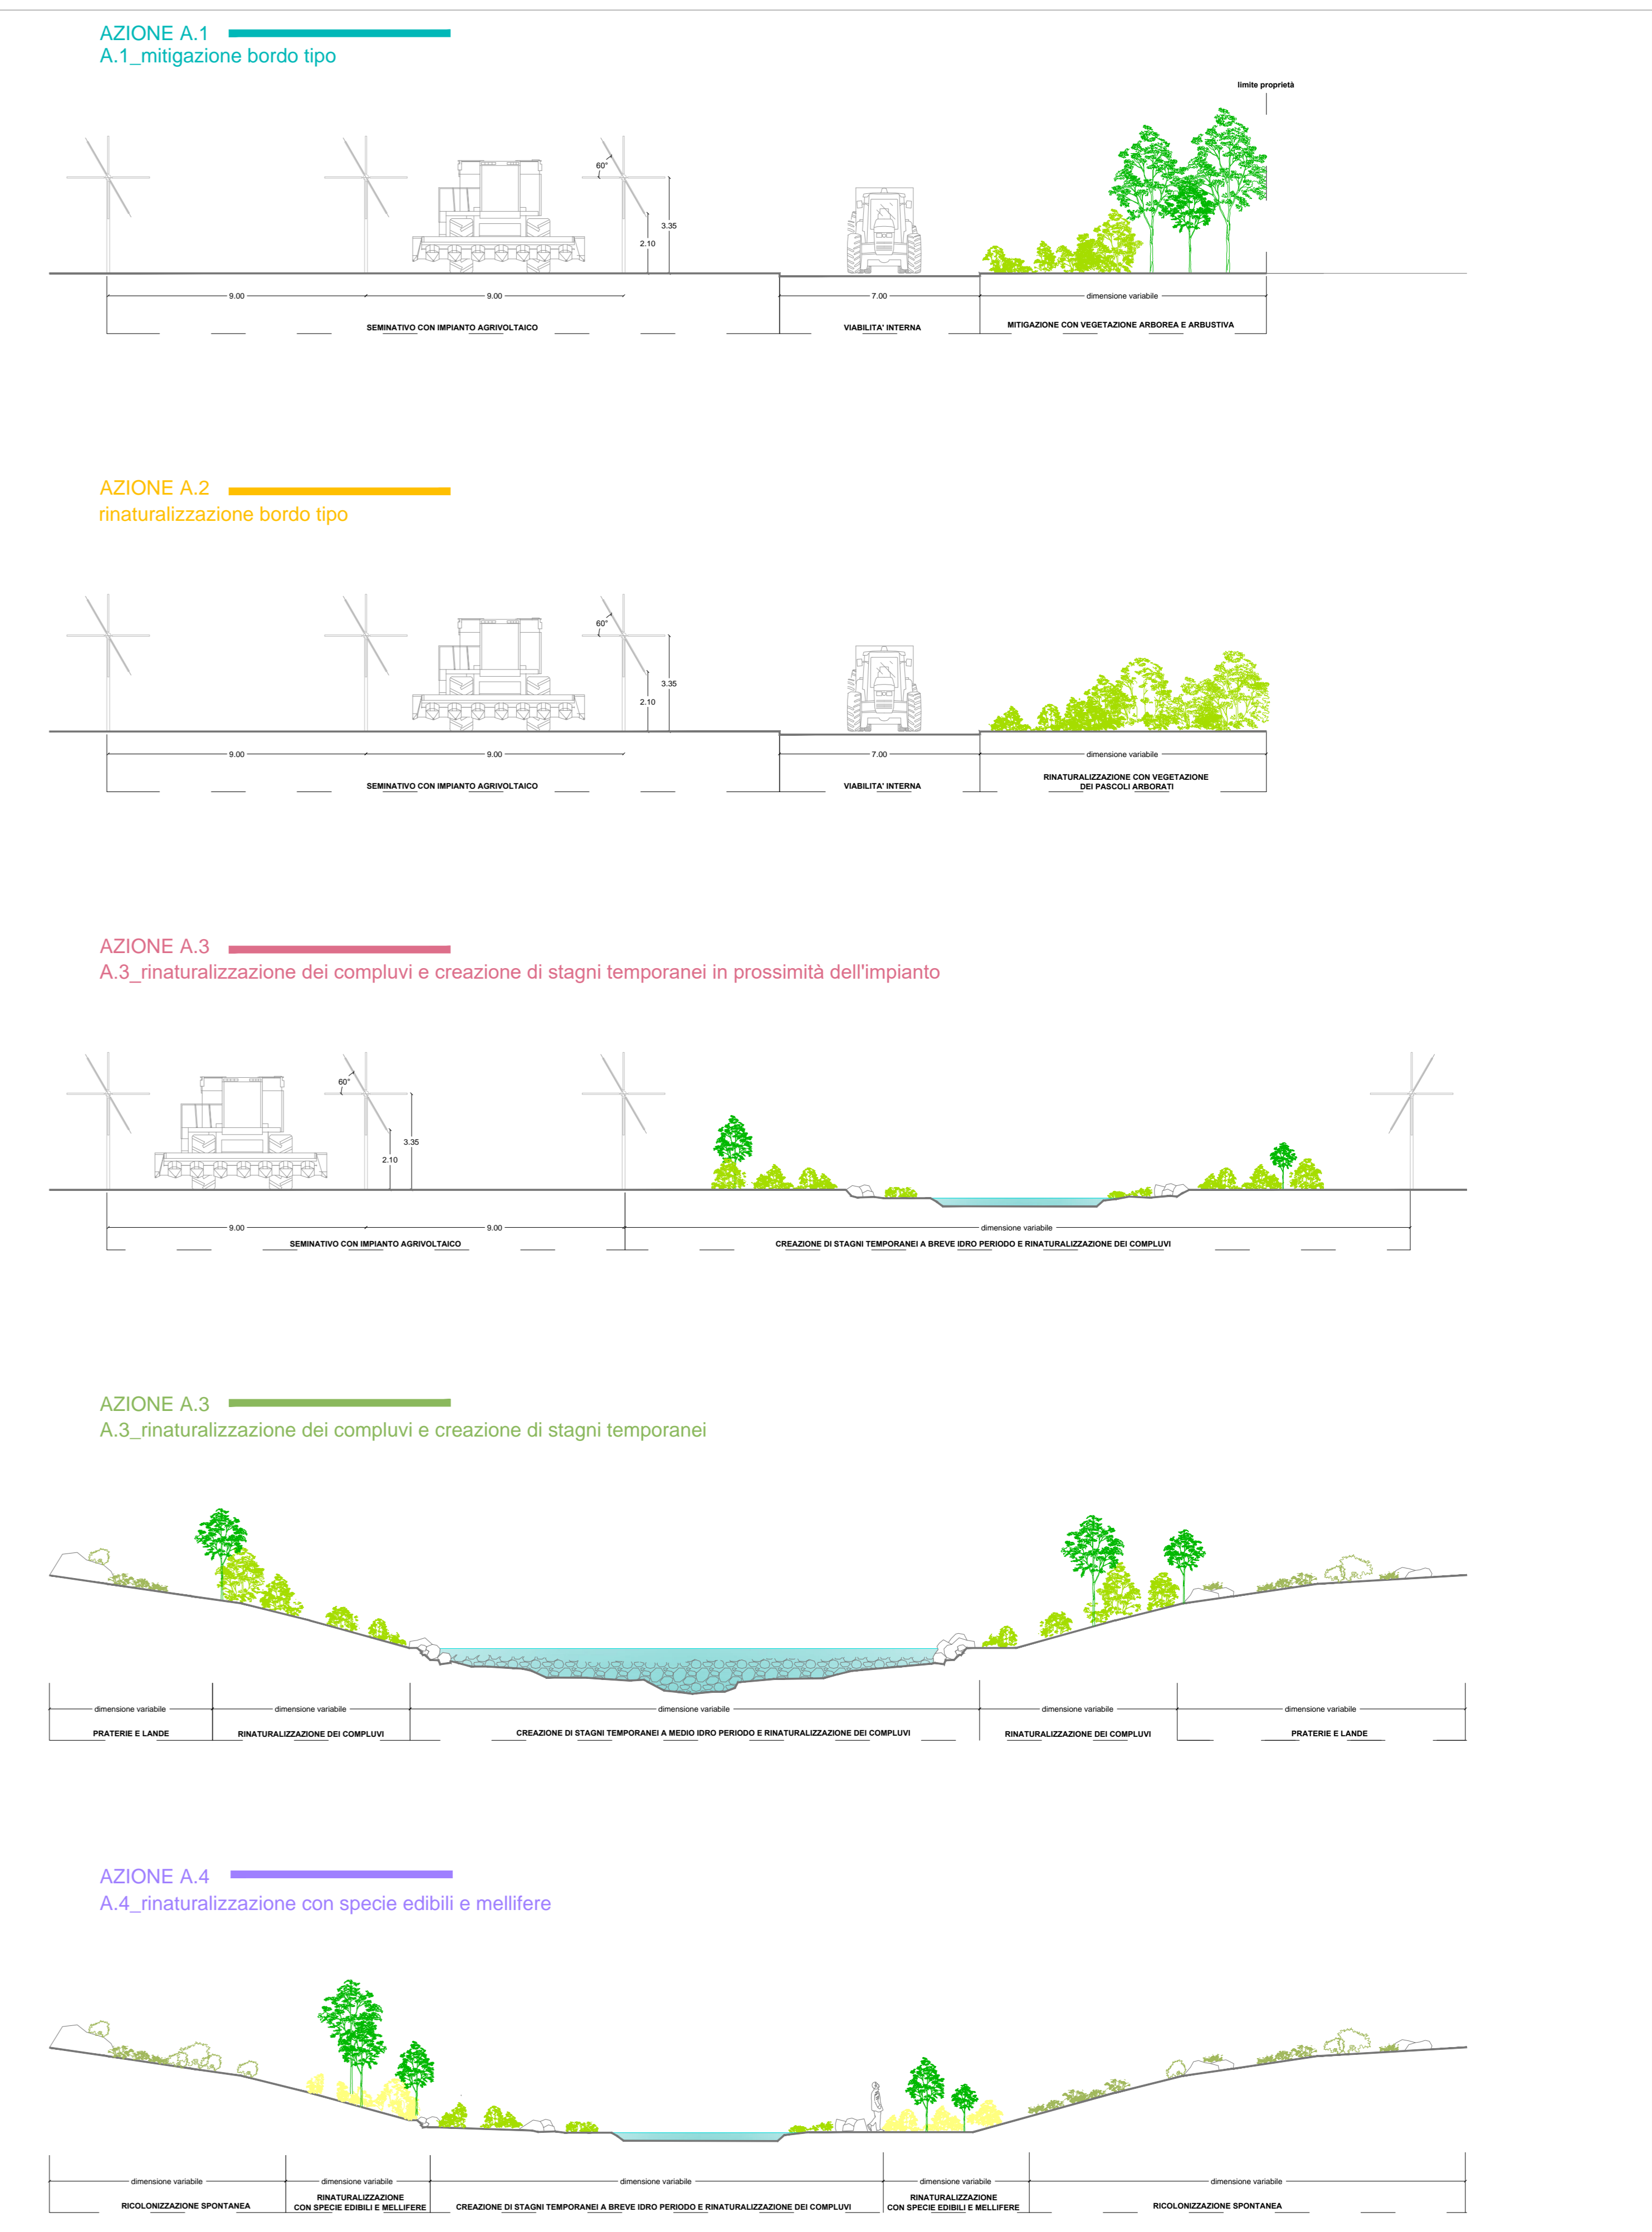 AZIONE A.1
A.1_mitigazione bordo tipo
limite proprietà
60°
3.35
2.10
9.00
9.00
7.00
dimensione variabile
SEMINATIVO CON IMPIANTO AGRIVOLTAICO
VIABILITA' INTERNA
MITIGAZIONE CON VEGETAZIONE ARBOREA E ARBUSTIVA
AZIONE A.2
rinaturalizzazione bordo tipo
60°
3.35
2.10
9.00
9.00
7.00
dimensione variabile
SEMINATIVO CON IMPIANTO AGRIVOLTAICO
VIABILITA' INTERNA
RINATURALIZZAZIONE CON VEGETAZIONE
DEI PASCOLI ARBORATI
AZIONE A.3
A.3_rinaturalizzazione dei compluvi e creazione di stagni temporanei in prossimità dell'impianto
60°
3.35
2.10
9.00
9.00
dimensione variabile
SEMINATIVO CON IMPIANTO AGRIVOLTAICO
CREAZIONE DI STAGNI TEMPORANEI A BREVE IDRO PERIODO E RINATURALIZZAZIONE DEI COMPLUVI
AZIONE A.3
A.3_rinaturalizzazione dei compluvi e creazione di stagni temporanei
dimensione variabile
dimensione variabile
dimensione variabile
dimensione variabile
dimensione variabile
PRATERIE E LANDE
RINATURALIZZAZIONE DEI COMPLUVI
CREAZIONE DI STAGNI TEMPORANEI A MEDIO IDRO PERIODO E RINATURALIZZAZIONE DEI COMPLUVI
RINATURALIZZAZIONE DEI COMPLUVI
PRATERIE E LANDE
AZIONE A.4
A.4_rinaturalizzazione con specie edibili e mellifere
dimensione variabile
dimensione variabile
dimensione variabile
dimensione variabile
dimensione variabile
RICOLONIZZAZIONE SPONTANEA
RINATURALIZZAZIONE
CON SPECIE EDIBILI E MELLIFERE
CREAZIONE DI STAGNI TEMPORANEI A BREVE IDRO PERIODO E RINATURALIZZAZIONE DEI COMPLUVI
RINATURALIZZAZIONE
CON SPECIE EDIBILI E MELLIFERE
RICOLONIZZAZIONE SPONTANEA